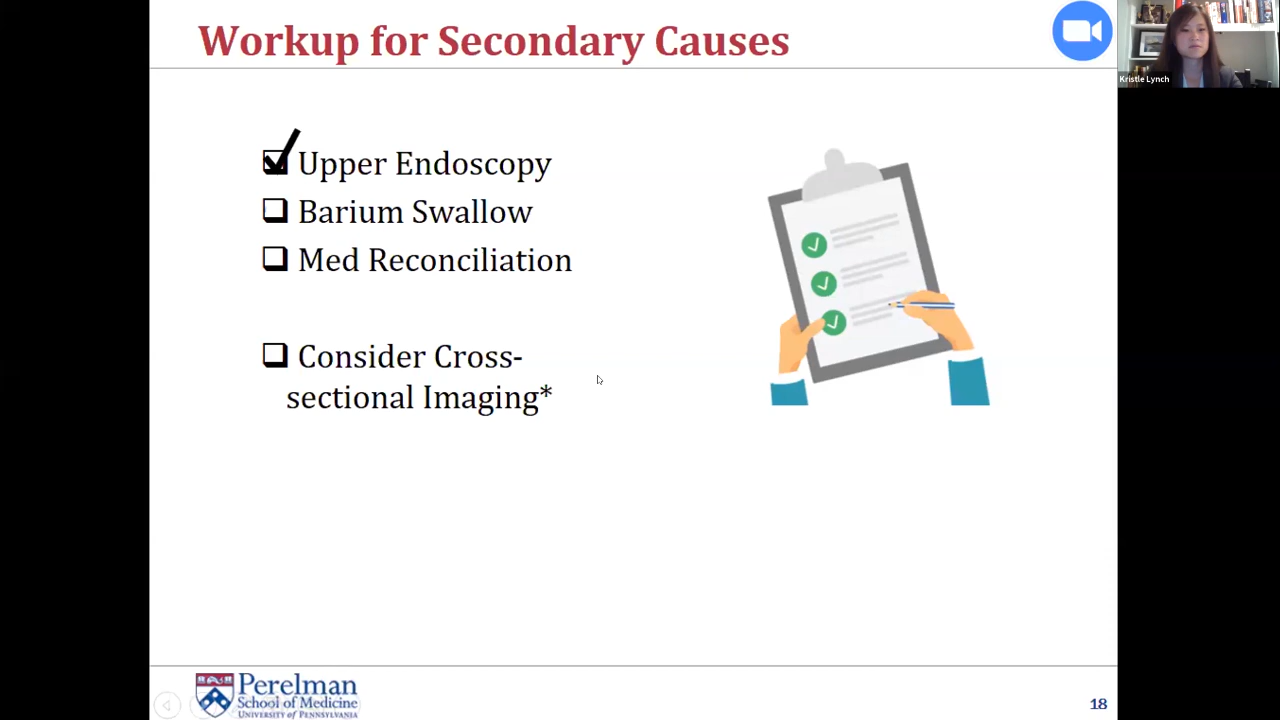 Workup for Secondary Causes
Kristle Lynch
Upper Endoscopy
Barium Swallow
Med Reconciliation
Consider Cross-
sectional Imaging*
Perelman
School of Medicine
UNIVERSITY of PENNSYLVANIA
18